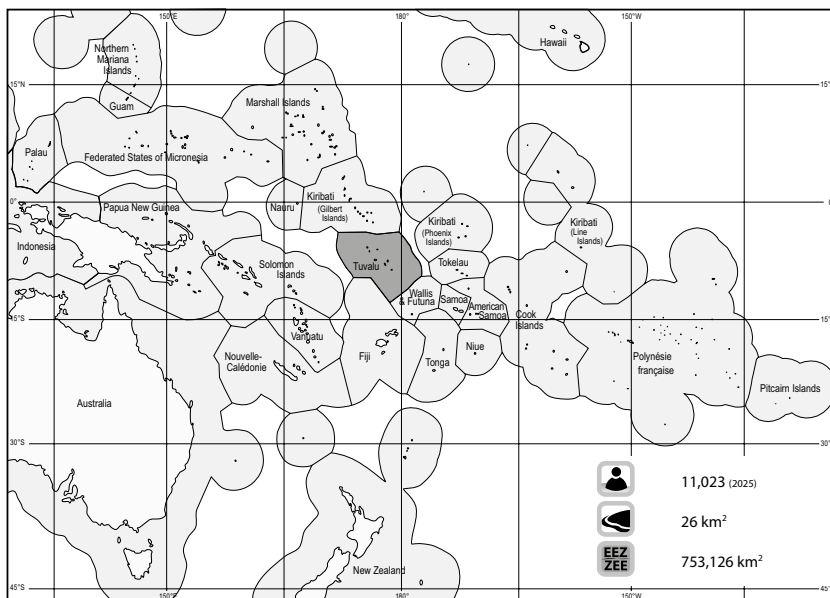 150°E
180°
150°W
Hawaii
Northern
Mariana
Islands
15°N
15°N
Guam
Marshall Islands
Palau
Federated States of Micronesia
0°
0°
Papua New Guinea
Nauru
Kiribati
(Gilbert
Islands)
Kiribati
(Phoenix
Islands)
Kiribati
(Line
Islands)
Indonesia
Solomon
Islands
Tuvalu
Tokelau
Wallis
& Futuna
Samoa
American
Samoa
Cook
Islands
15°S
15°S
Vanuatu
Fiji
Nouvelle-
Calédonie
Tonga
Niue
Polynésie
française
Pitcairn Islands
Australia
30°S
30°S
11,023 (2025)
26 km²
EEZ
ZEE
753,126 km²
New Zealand
45°S
45°S
150°E
180°
150°W